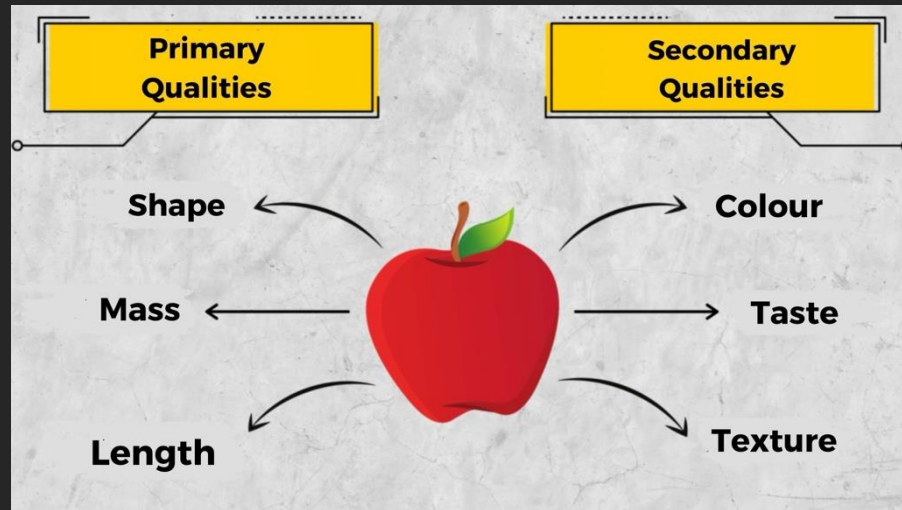 Primary
Qualities
Secondary
Qualities
Shape
Colour
Mass
Taste
Length
Texture